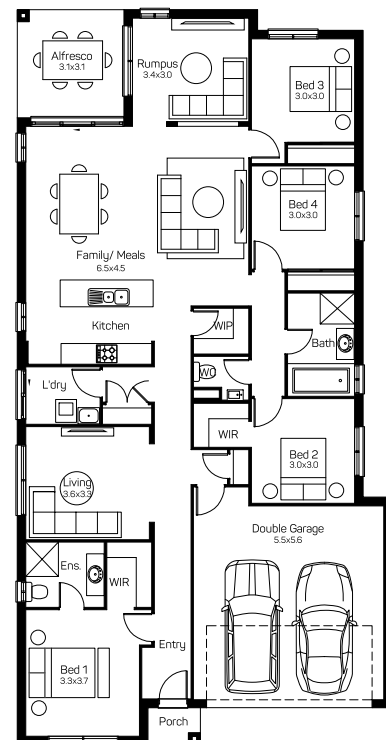 Alfresco
3.1x3.1
Rumpus
3.4x3.0
Bed 3
3.0x3.0
Bed 4
3.0x3.0
Family/ Meals
6.5x4.5
Kitchen
WIP
Bath
WC
L'dry
WIR
Bed 2
3.0x3.0
Living
3.6x3.3
Double Garage
5.5x5.6
Ens.
WIR
Entry
Bed 1
3.3x3.7
Porch